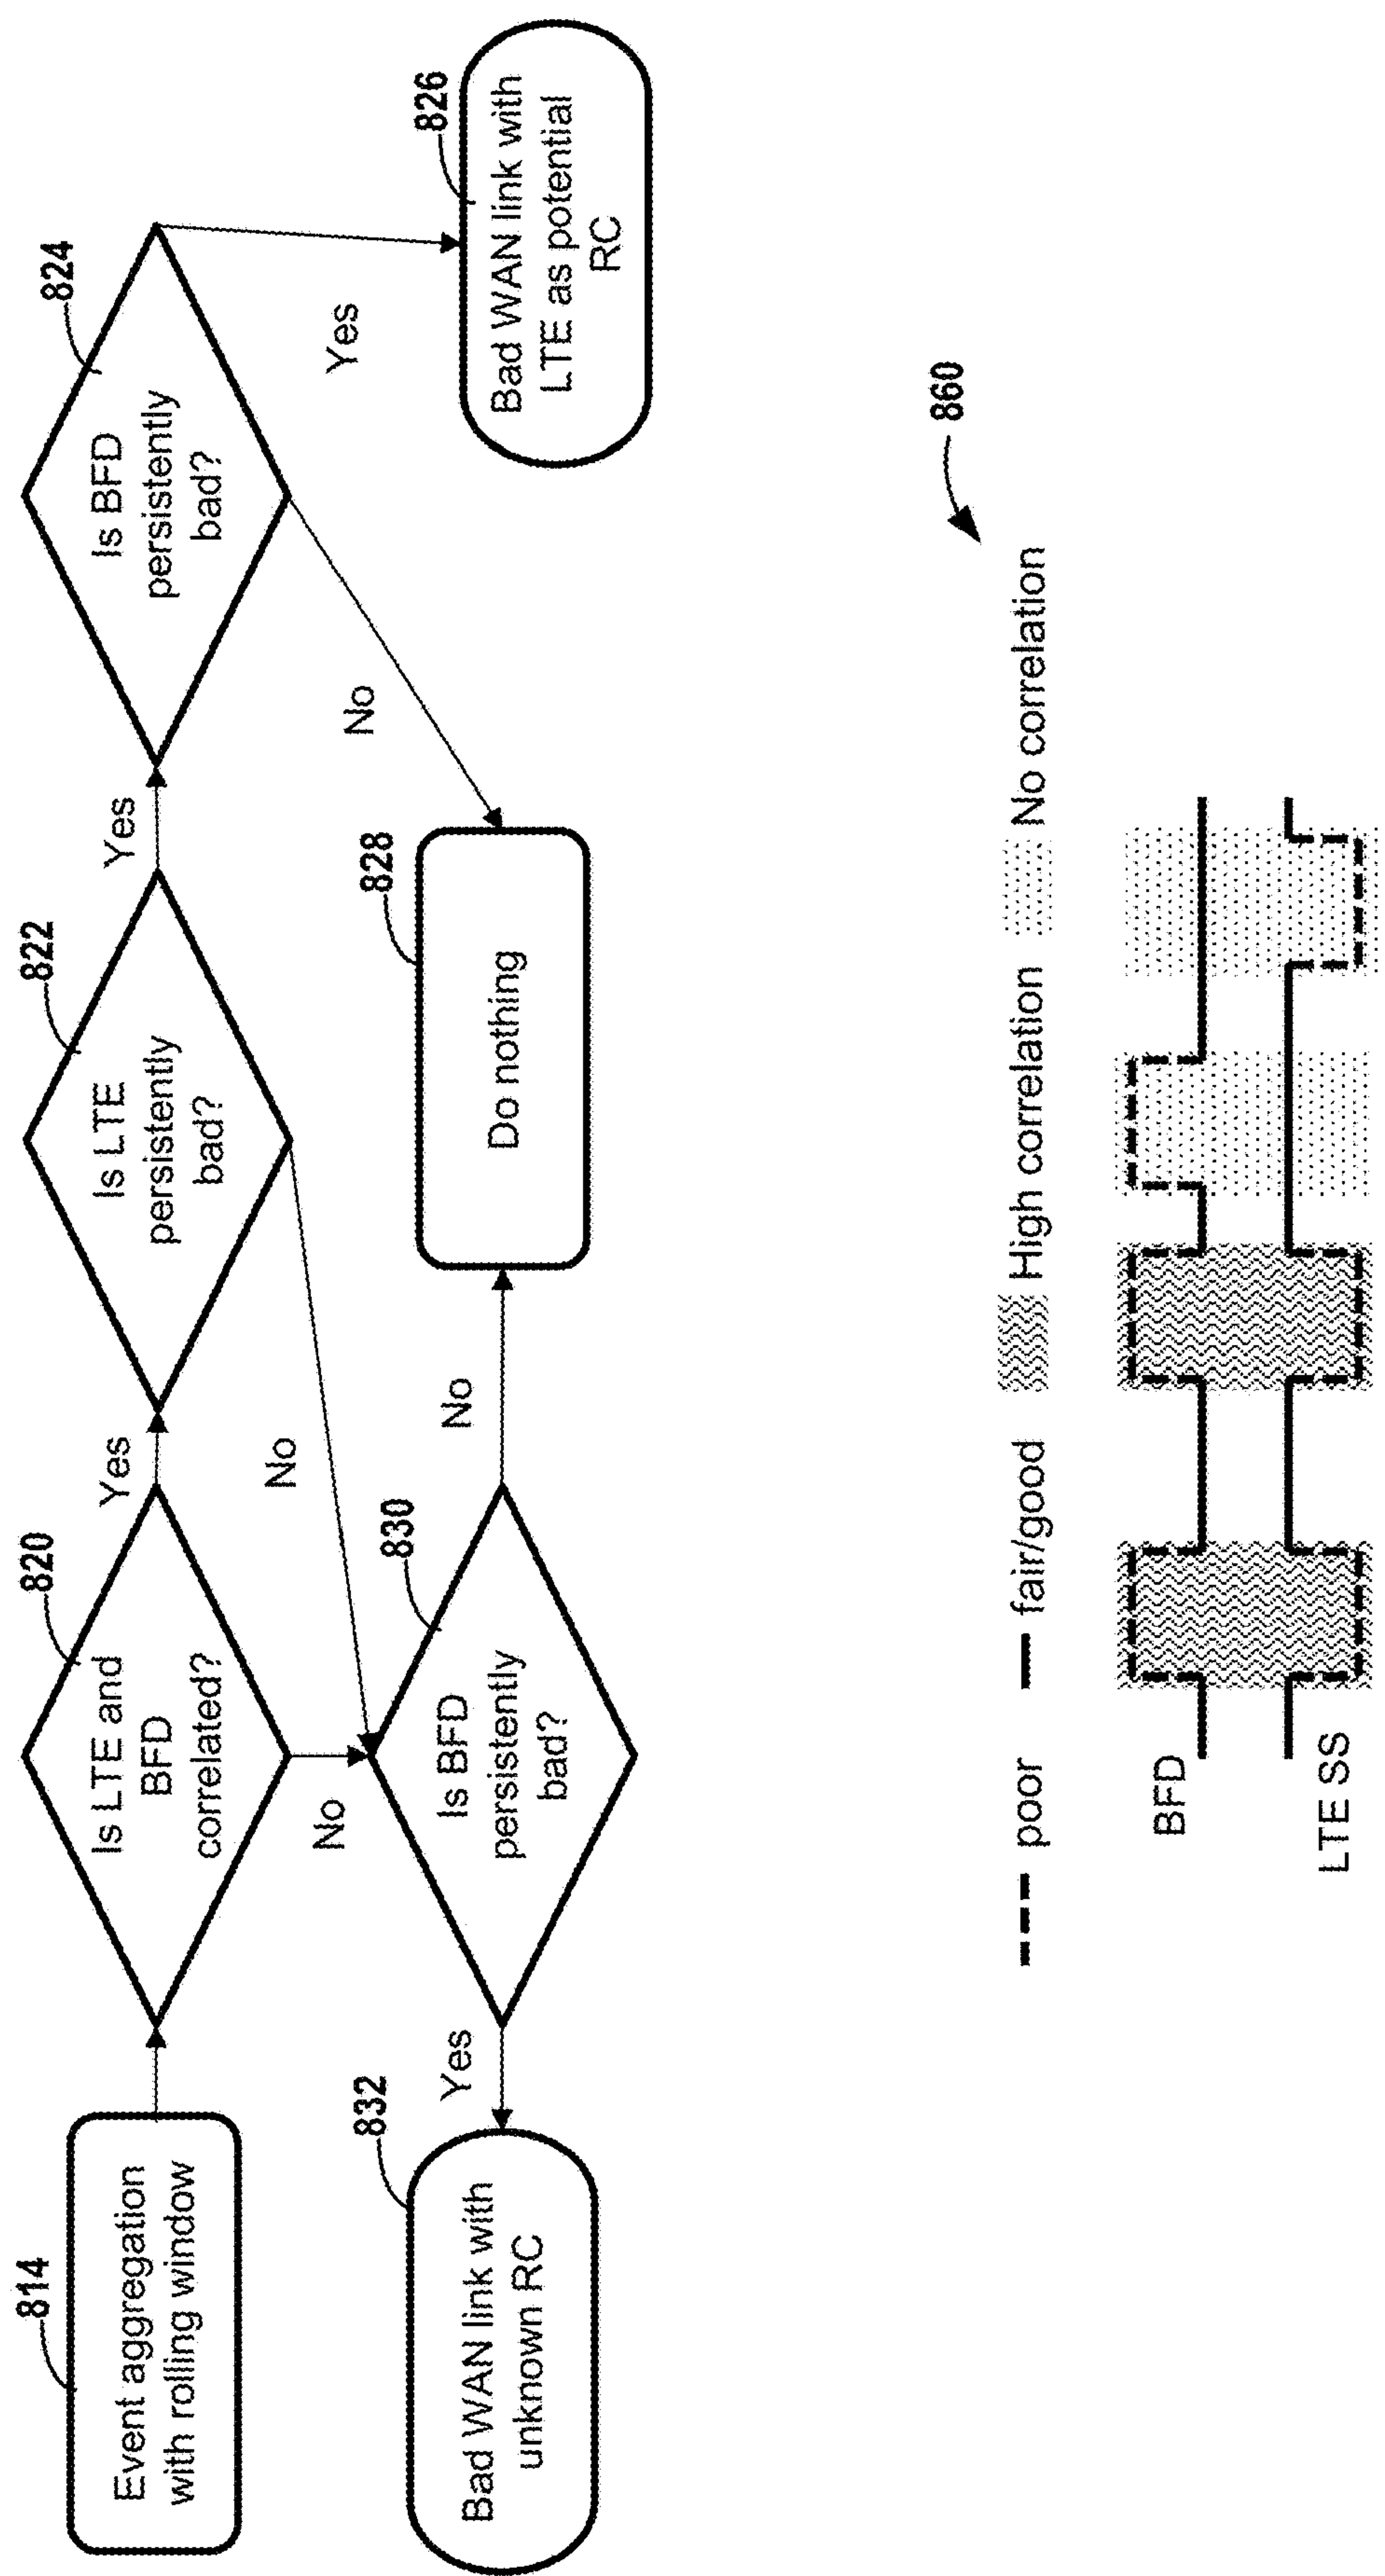 814
Event aggregation
with rolling window
820
Is LTE and
BFD
correlated?
Yes
822
Is LTE
persistently
bad?
Yes
824
Is BFD
persistently
bad?
No
No
No
Yes
832
Bad WAN link with
unknown RC
Yes
830
Is BFD
persistently
bad?
No
828
Do nothing
826
Bad WAN link with
LTE as potential
RC
860
poor fair/good High correlation No correlation
BFD
LTE SS